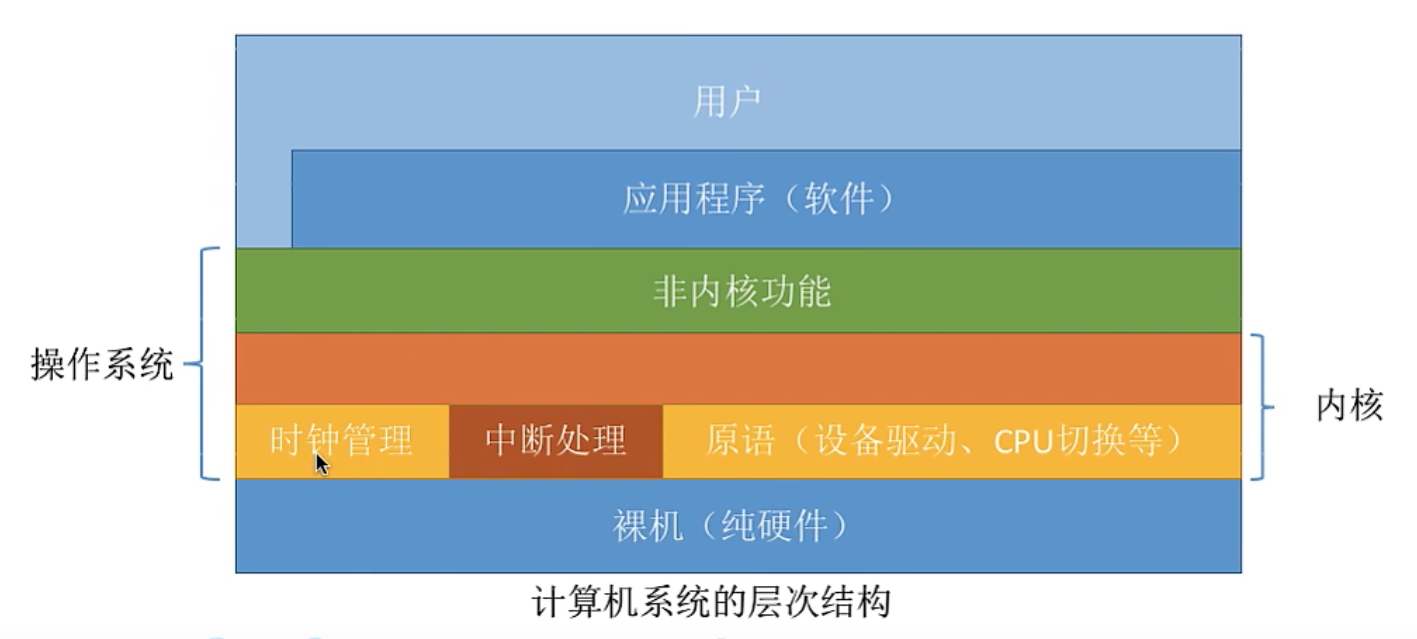 用户
应用程序（软件）
非内核功能
操作系统
内核
时钟管理
中断处理
原语（设备驱动、CPU切换等）
裸机（纯硬件）
计算机系统的层次结构